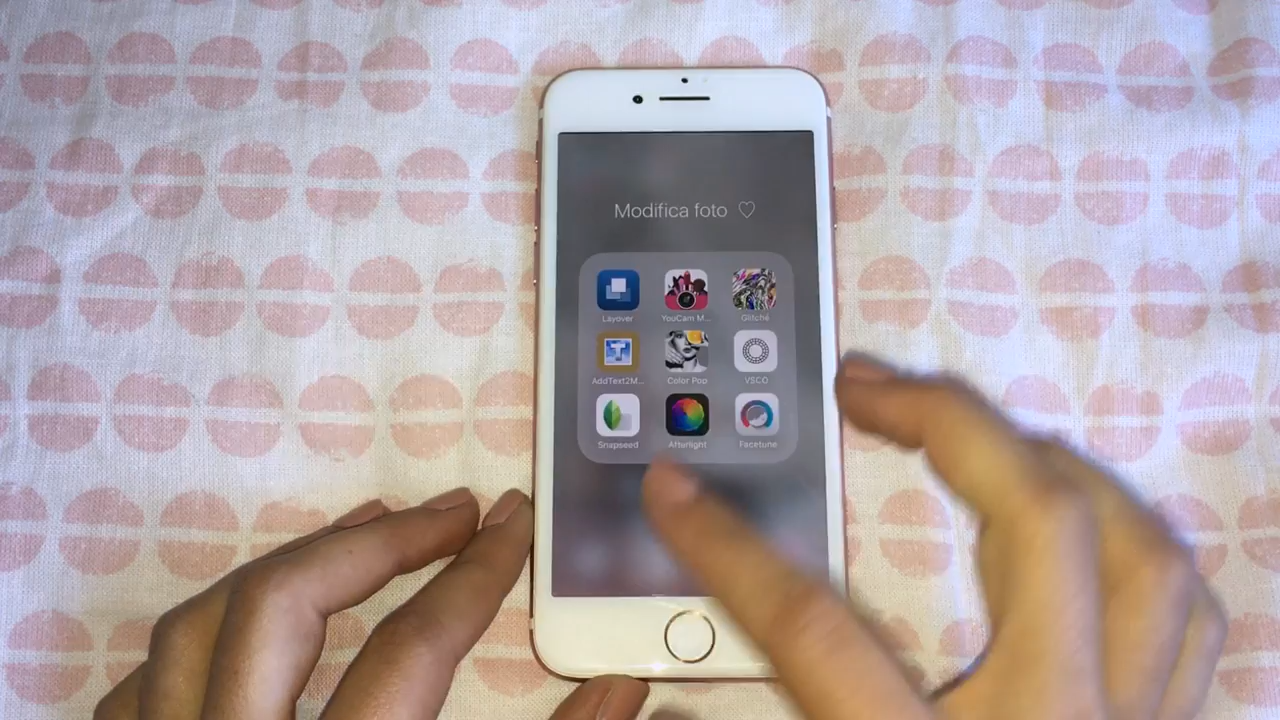 Modifica foto ♡
Layover YouCam M... Glitché
AddText2M... Color Pop VSCO
Snapseed Afterlight Facetune